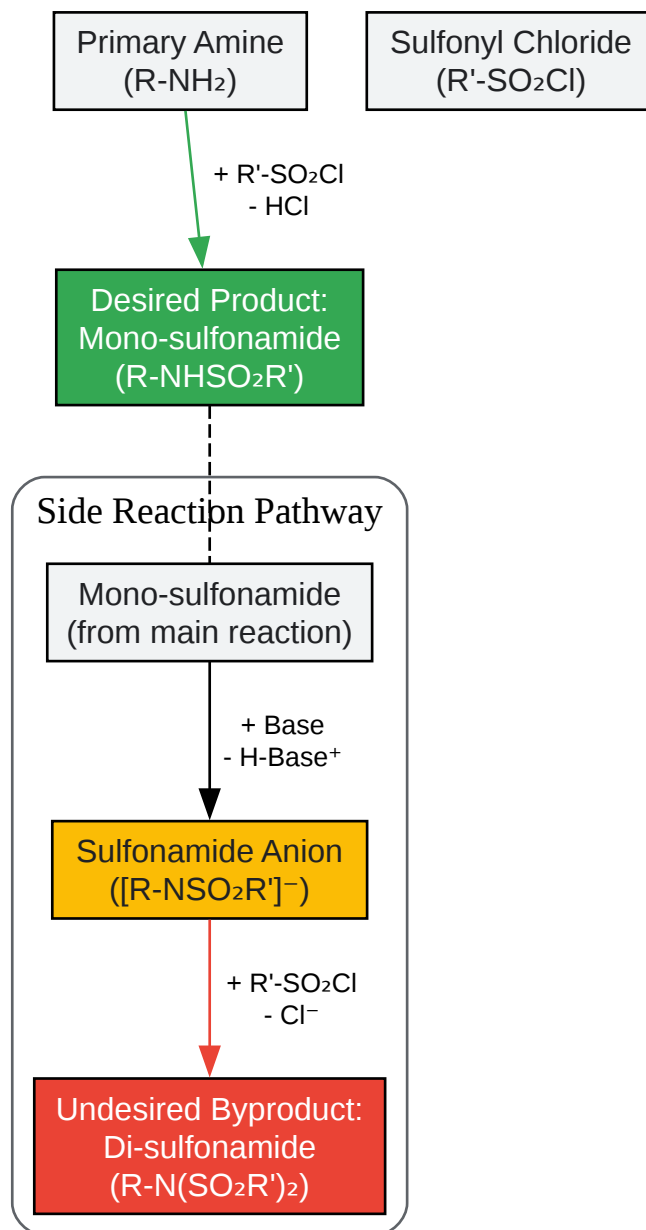 Primary Amine
(R-NH₂)
Sulfonyl Chloride
(R'-SO₂Cl)
+ R'-SO₂Cl
- HCl
Desired Product:
Mono-sulfonamide
(R-NHSO₂R')
Side Reaction Pathway
Mono-sulfonamide
(from main reaction)
+ Base
- H-Base⁺
Sulfonamide Anion
([R-NSO₂R']⁻)
+ R'-SO₂Cl
- Cl⁻
Undesired Byproduct:
Di-sulfonamide
(R-N(SO₂R')₂)